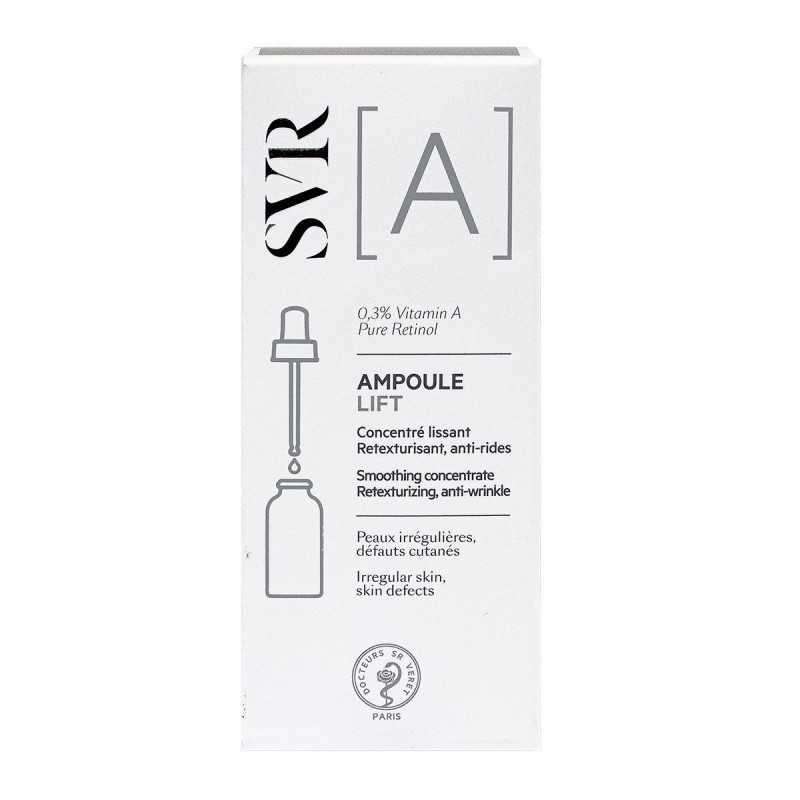 SVR
[A]
0,3% Vitamin A
Pure Retinol
AMPOULE
LIFT
Concentré lissant
Retexturisant, anti-rides
Smoothing concentrate
Retexturizing, anti-wrinkle
Peaux irrégulières,
défauts cutanés
Irregular skin,
skin defects
DOCTEURS SR VERET
PARIS